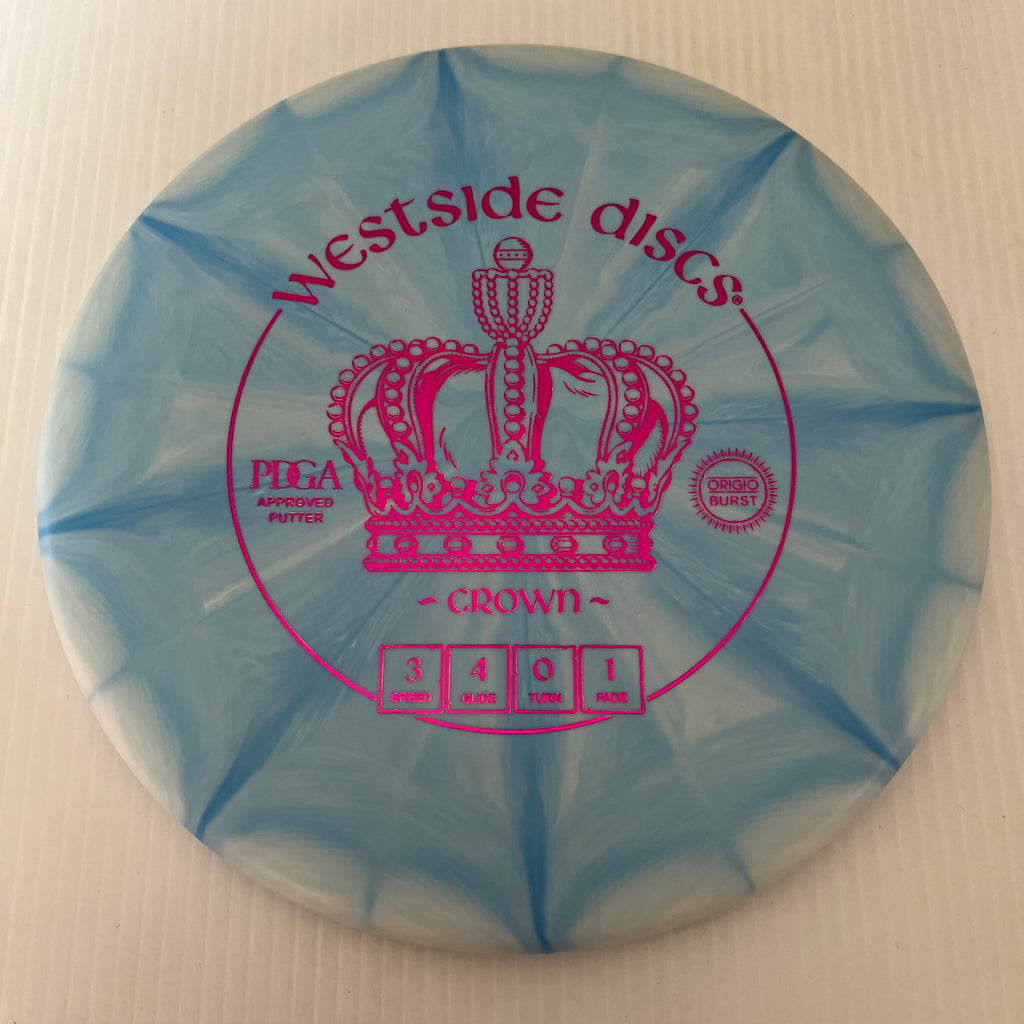 Westside discs®
PDGA
APPROVED
PUTTER
ORIGIO
BURST
~ CROWN ~
3 4 0 1
SPEED GLIDE TURN FADE